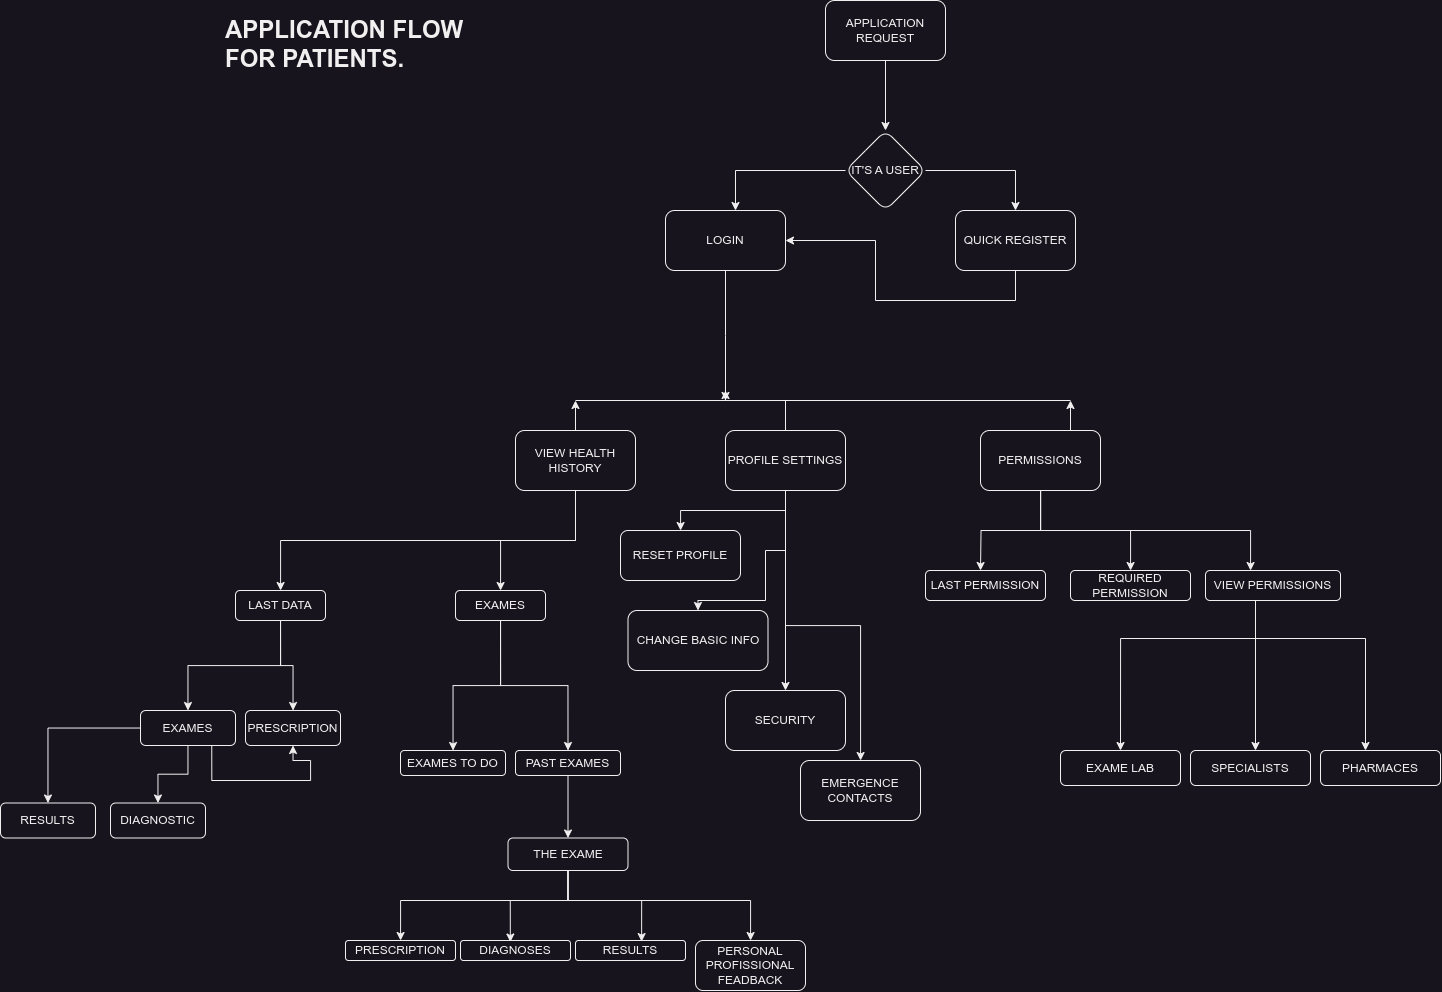 APPLICATION FLOW
FOR PATIENTS.
APPLICATION
REQUEST
IT'S A USER
LOGIN
QUICK REGISTER
VIEW HEALTH
HISTORY
PROFILE SETTINGS
PERMISSIONS
RESET PROFILE
LAST PERMISSION
REQUIRED
PERMISSION
VIEW PERMISSIONS
LAST DATA
EXAMES
CHANGE BASIC INFO
EXAMES
PRESCRIPTION
SECURITY
EXAMES TO DO
PAST EXAMES
EXAME LAB
SPECIALISTS
PHARMACES
EMERGENCE
CONTACTS
RESULTS
DIAGNOSTIC
THE EXAME
PRESCRIPTION
DIAGNOSES
RESULTS
PERSONAL
PROFISSIONAL
FEADBACK